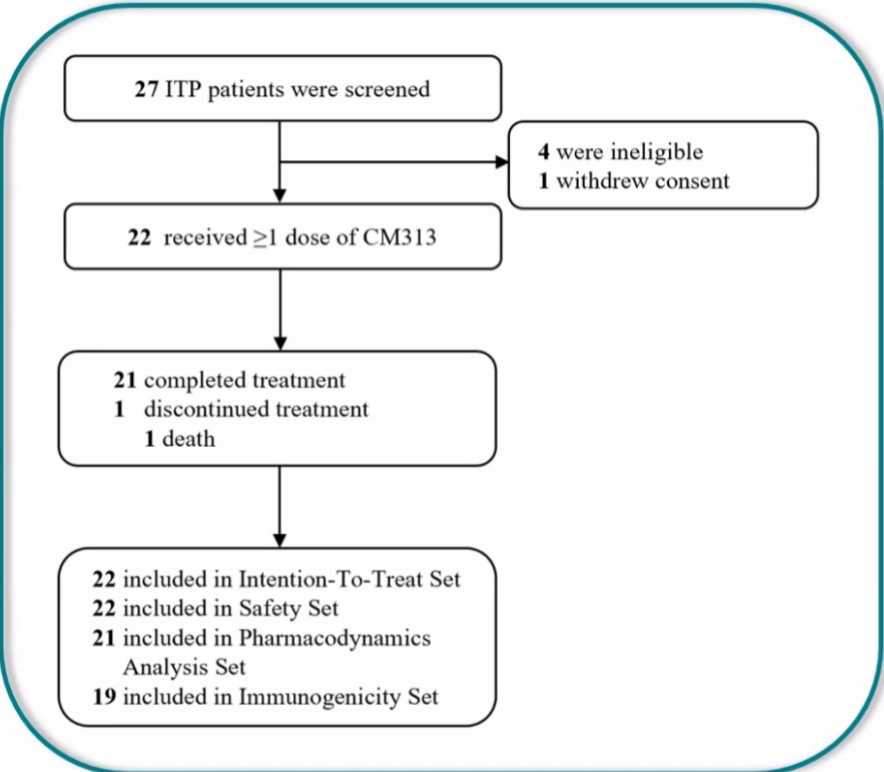 27 ITP patients were screened
4 were ineligible
1 withdrew consent
22 received ≥1 dose of CM313
21 completed treatment
1 discontinued treatment
1 death
22 included in Intention-To-Treat Set
22 included in Safety Set
21 included in Pharmacodynamics
Analysis Set
19 included in Immunogenicity Set